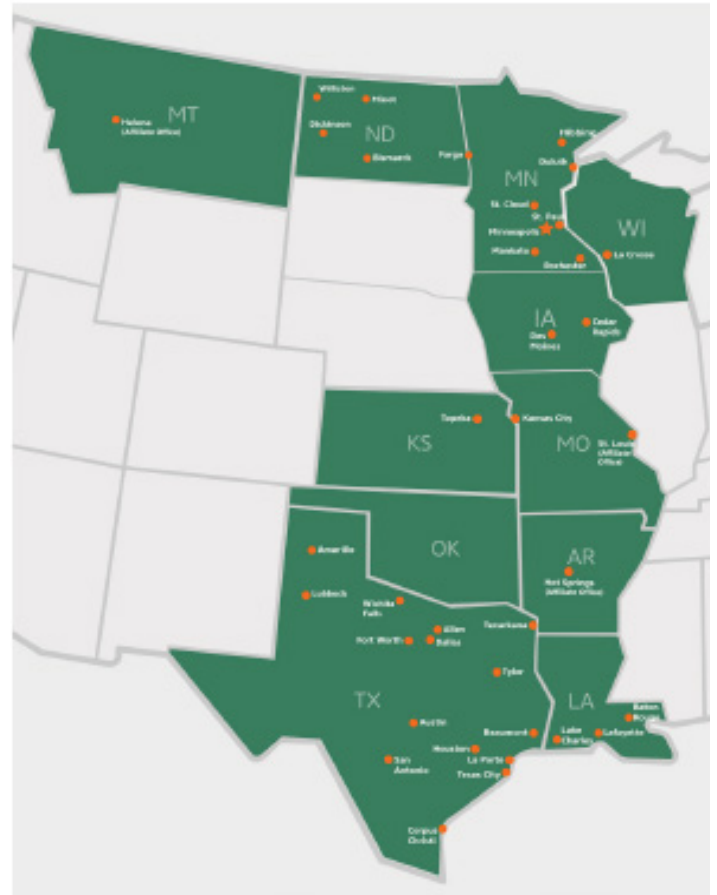 MT
Helena
(Affiliate Office)
Williston
Minot
Dickinson
ND
Bismarck
Fargo
Hibbing
Duluth
MN
St. Cloud
St. Paul
Minneapolis
Mankato
Rochester
WI
La Crosse
IA
Cedar
Rapids
Des
Moines
Topeka
KS
Kansas City
MO
St. Louis
(Affiliate
Office)
OK
AR
Hot Springs
(Affiliate Office)
Amarillo
Lubbock
Wichita
Falls
Allen
Fort Worth
Dallas
Texarkana
Tyler
TX
LA
Austin
Baton
Rouge
Beaumont
Lake
Charles
Lafayette
Houston
San
Antonio
La Porte
Texas City
Corpus
Christi